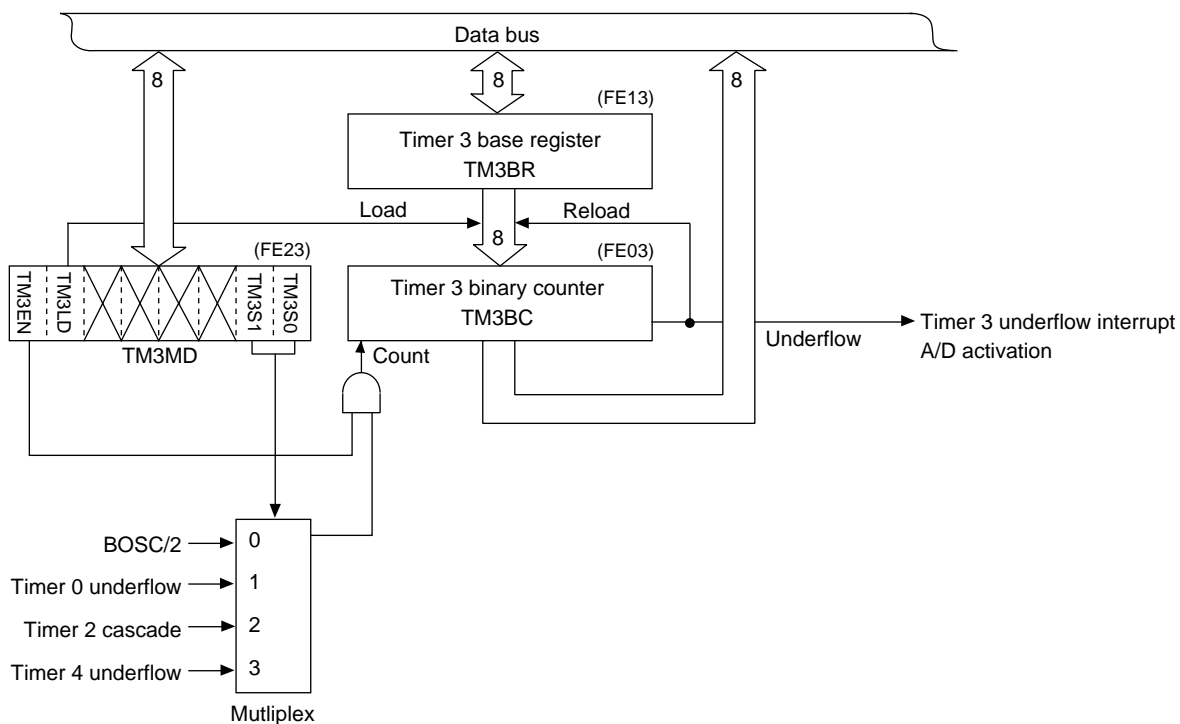 Data bus
8
8
8
(FE13)
Timer 3 base register
TM3BR
Load
Reload
8
(FE23)
(FE03)
TM3EN
TM3LD
TM3S1
TM3S0
Timer 3 binary counter
TM3BC
TM3MD
Count
Underflow
Timer 3 underflow interrupt
A/D activation
BOSC/2
0
Timer 0 underflow
1
Timer 2 cascade
2
Timer 4 underflow
3
Mutliplex